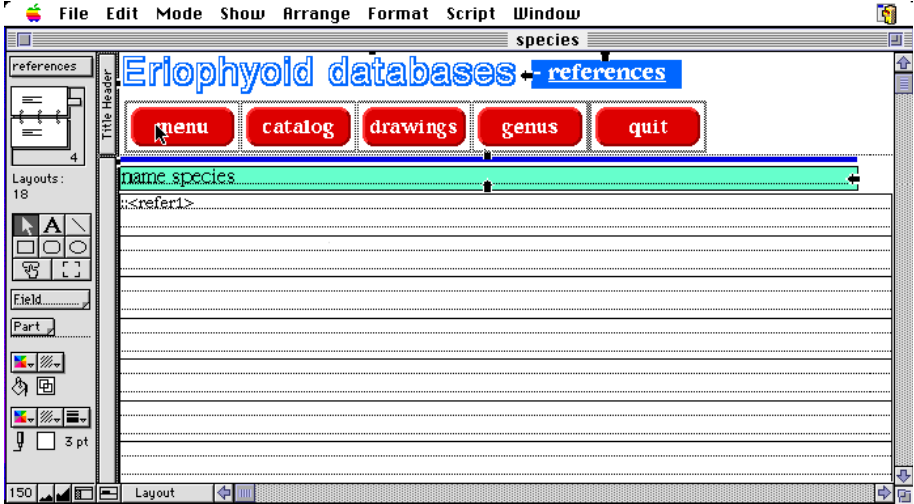 File Edit Mode Show Arrange Format Script Window
species
references
4
Layouts:
18
A
Field
Part
3 pt
Title Header
Eriophyoid databases - references
menu catalog drawings genus quit
name species
::<refer1>
150
Layout